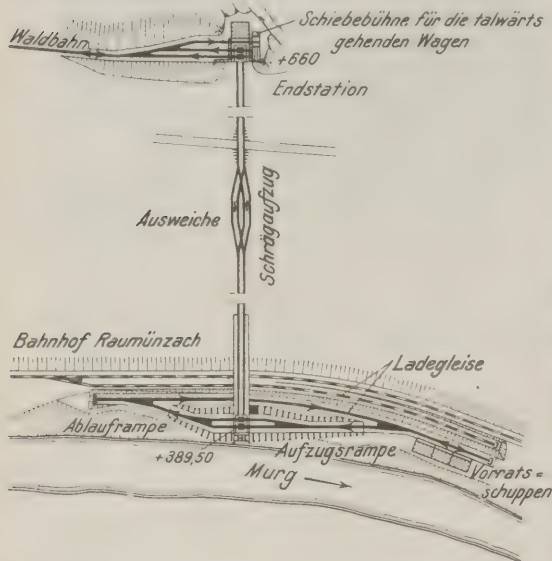 Waldbahn
Schiebebühne für die talwärts
gehenden Wagen
+660
Endstation
Ausweiche
Schrägaufzug
Bahnhof Raumünzach
Ladegleise
Ablauframpe
+389,50
Aufzugsrampe
Murg
Vorrats=
schuppen